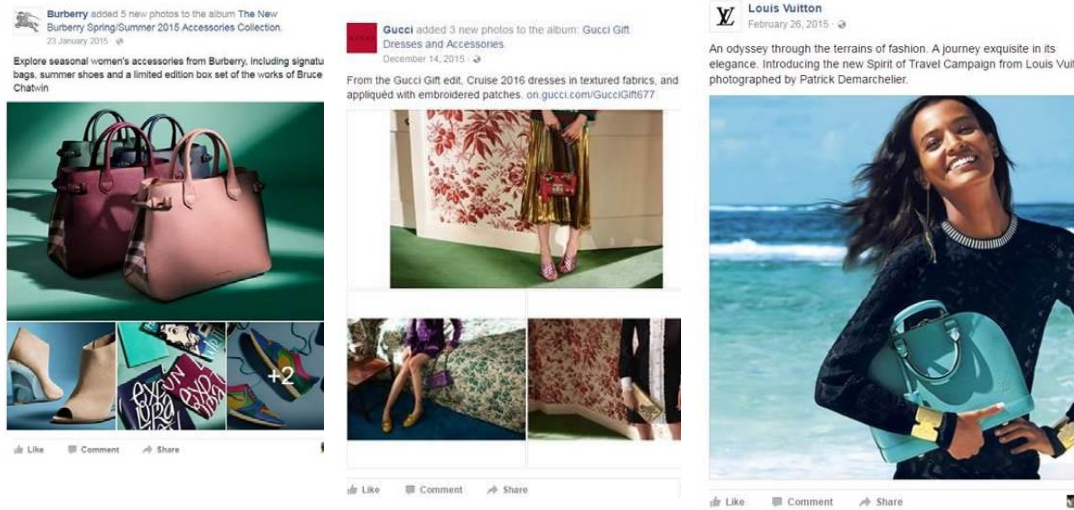 Burberry added 5 new photos to the album The New
Burberry Spring/Summer 2015 Accessories Collection.
23 January 2015
Explore seasonal women's accessories from Burberry, including signatu
bags, summer shoes and a limited edition box set of the works of Bruce
Chatwin
+2
Like Comment Share
Gucci added 3 new photos to the album: Gucci Gift
Dresses and Accessories.
December 14, 2015
From the Gucci Gift edit, Cruise 2016 dresses in textured fabrics, and
appliquéd with embroidered patches. on.gucci.com/GucciGift677
Like Comment Share
Louis Vuitton
February 26, 2015
An odyssey through the terrains of fashion. A journey exquisite in its
elegance. Introducing the new Spirit of Travel Campaign from Louis Vuit
photographed by Patrick Demarchelier.
Like Comment Share